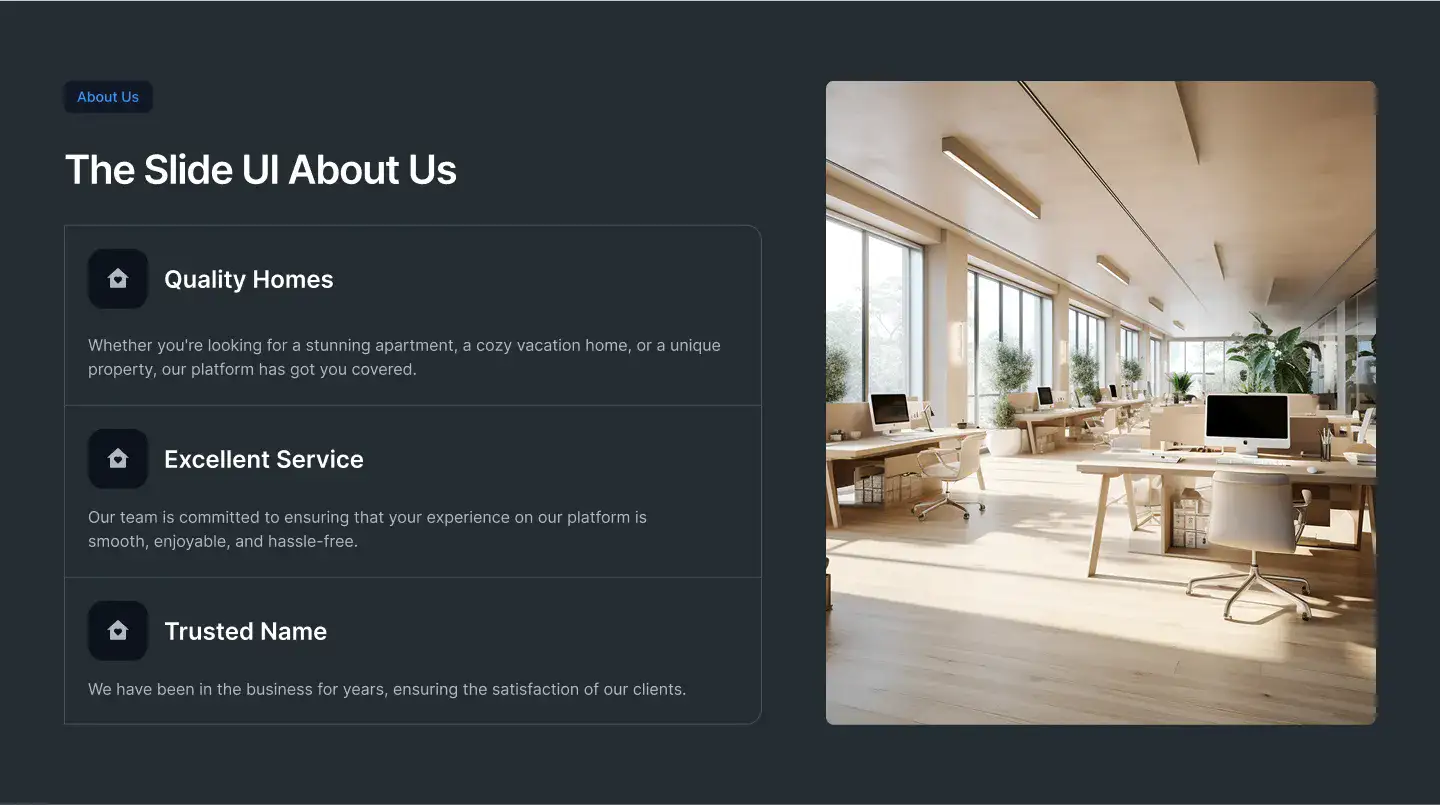 About Us
The Slide UI About Us
Quality Homes
Whether you're looking for a stunning apartment, a cozy vacation home, or a unique
property, our platform has got you covered.
Excellent Service
Our team is committed to ensuring that your experience on our platform is
smooth, enjoyable, and hassle-free.
Trusted Name
We have been in the business for years, ensuring the satisfaction of our clients.